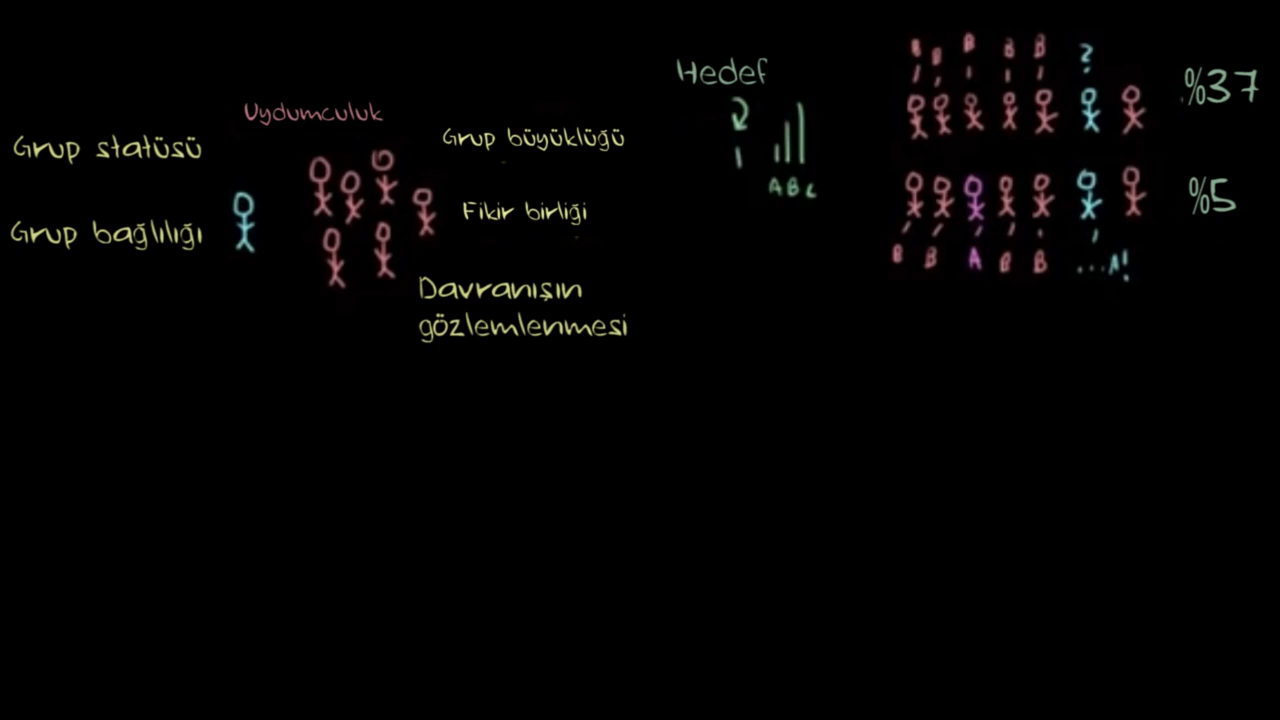 Uydumculuk
Grup statüsü
Grup bağlılığı
Grup büyüklüğü
Fikir birliği
Davranışın
gözlemlenmesi
Hedef
A B C
B B B B B ?
%37
%5
B B A B B ...A!